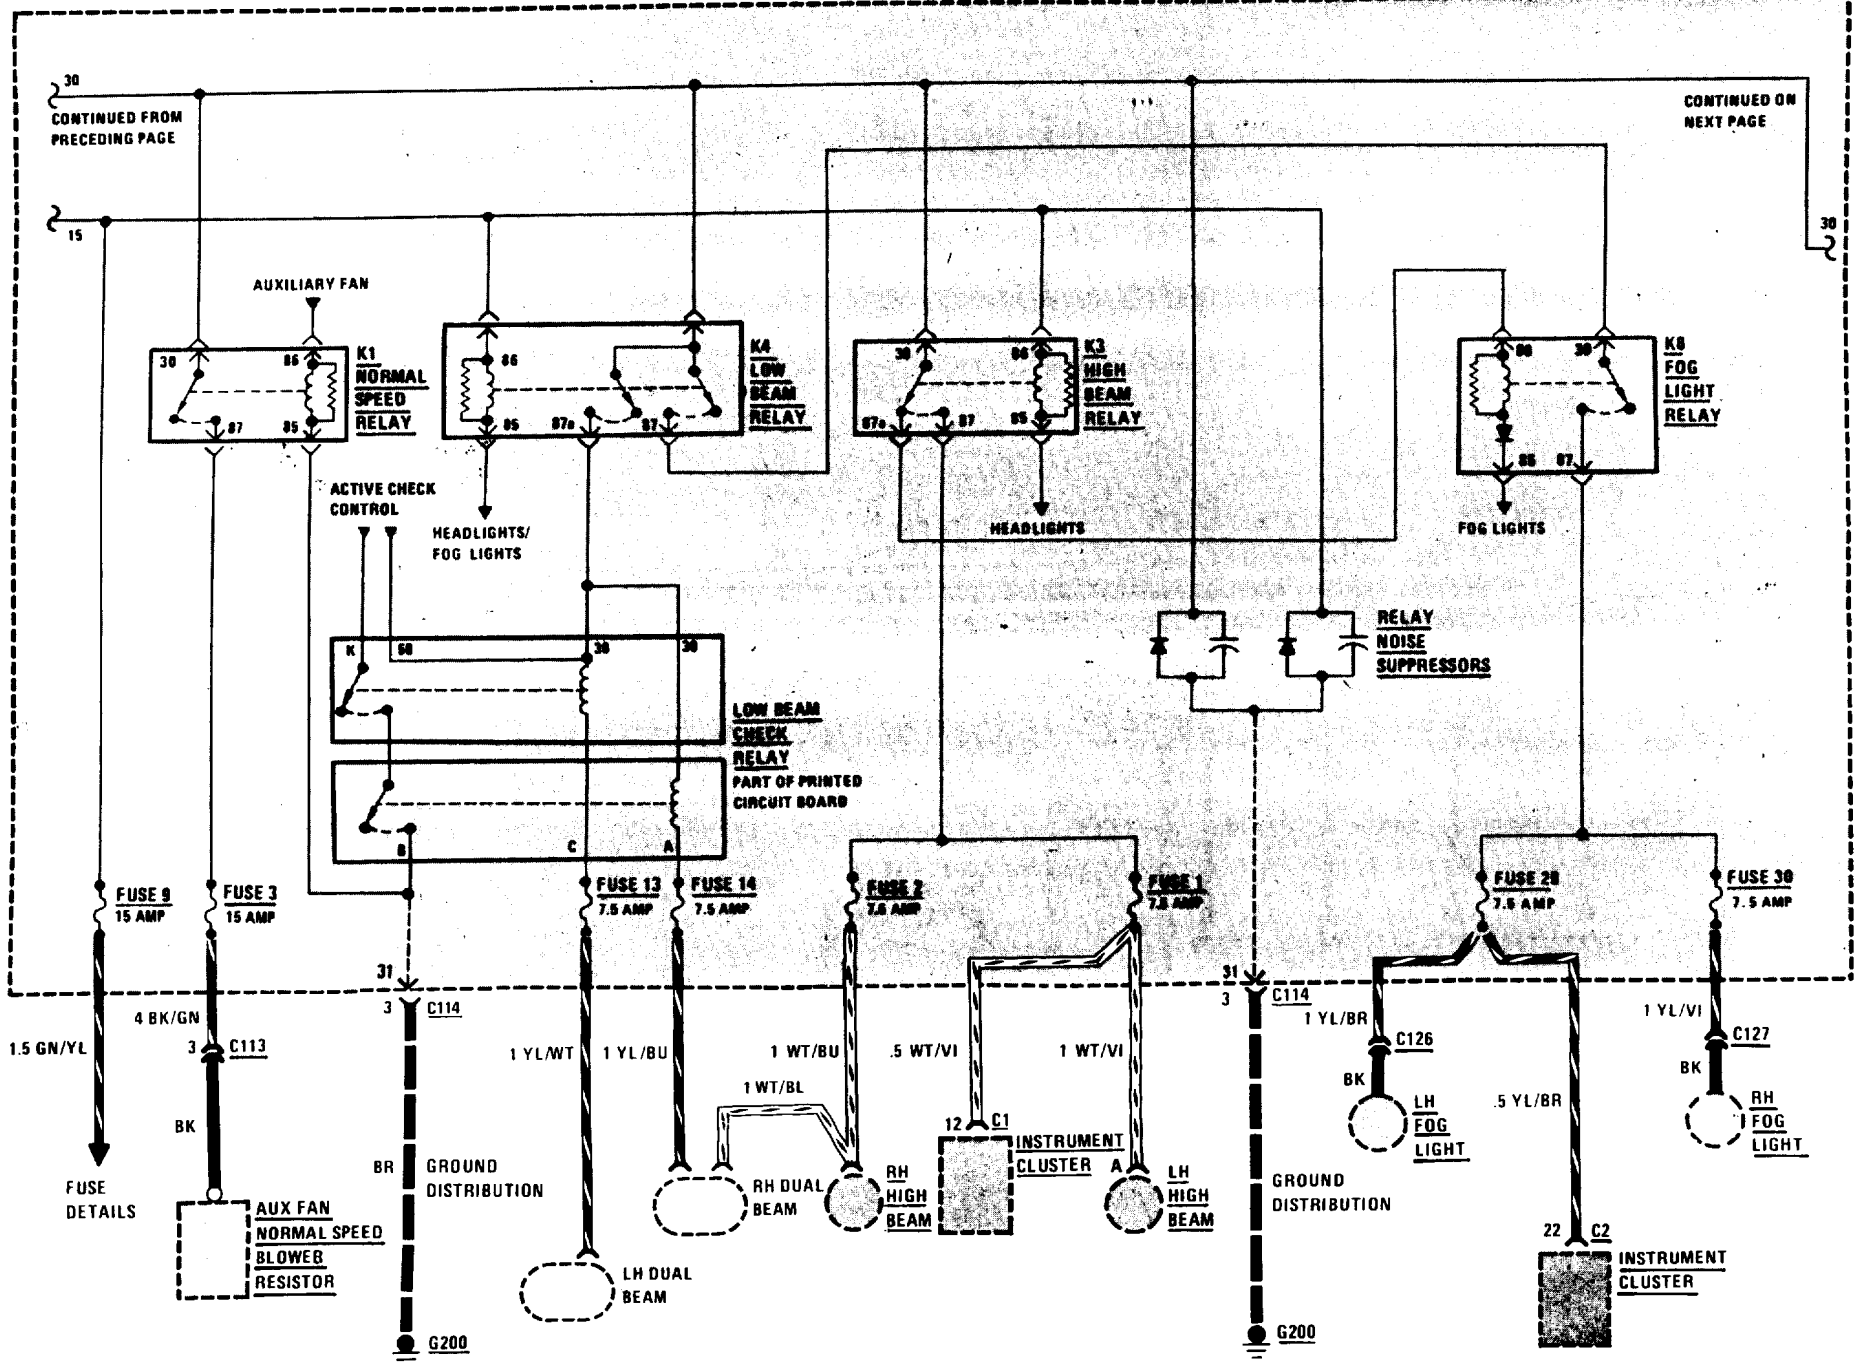 30
CONTINUED FROM
PRECEDING PAGE
CONTINUED ON
NEXT PAGE
15
30
AUXILIARY FAN
30
86
87
85
K1
NORMAL
SPEED
RELAY
86
85
87a
87
K4
LOW
BEAM
RELAY
30
86
87a
87
85
K3
HIGH
BEAM
RELAY
86
30
85
87
K8
FOG
LIGHT
RELAY
ACTIVE CHECK
CONTROL
HEADLIGHTS/
FOG LIGHTS
HEADLIGHTS
FOG LIGHTS
K
30
30
RELAY
NOISE
SUPPRESSORS
LOW BEAM
CHECK
RELAY
PART OF PRINTED
CIRCUIT BOARD
B
C
A
FUSE 9
15 AMP
FUSE 3
15 AMP
FUSE 13
7.5 AMP
FUSE 14
7.5 AMP
FUSE 2
7.5 AMP
FUSE 1
7.5 AMP
7.5 AMP
FUSE 30
7.5 AMP
31
3
C114
31
3
C114
4 BK/GN
1.5 GN/YL
3
C113
1 YL/WT
1 YL/BU
1 WT/BU
.5 WT/VI
1 WT/VI
1 YL/BR
C126
1 YL/VI
C127
1 WT/BL
BK
BK
.5 YL/BR
BK
12
C1
INSTRUMENT
CLUSTER
A
LH
HIGH
BEAM
LH
FOG
LIGHT
RH
FOG
LIGHT
BR
GROUND
DISTRIBUTION
RH DUAL
BEAM
RH
HIGH
BEAM
GROUND
DISTRIBUTION
FUSE
DETAILS
AUX FAN
NORMAL SPEED
BLOWER
RESISTOR
LH DUAL
BEAM
22
C2
INSTRUMENT
CLUSTER
G200
G200